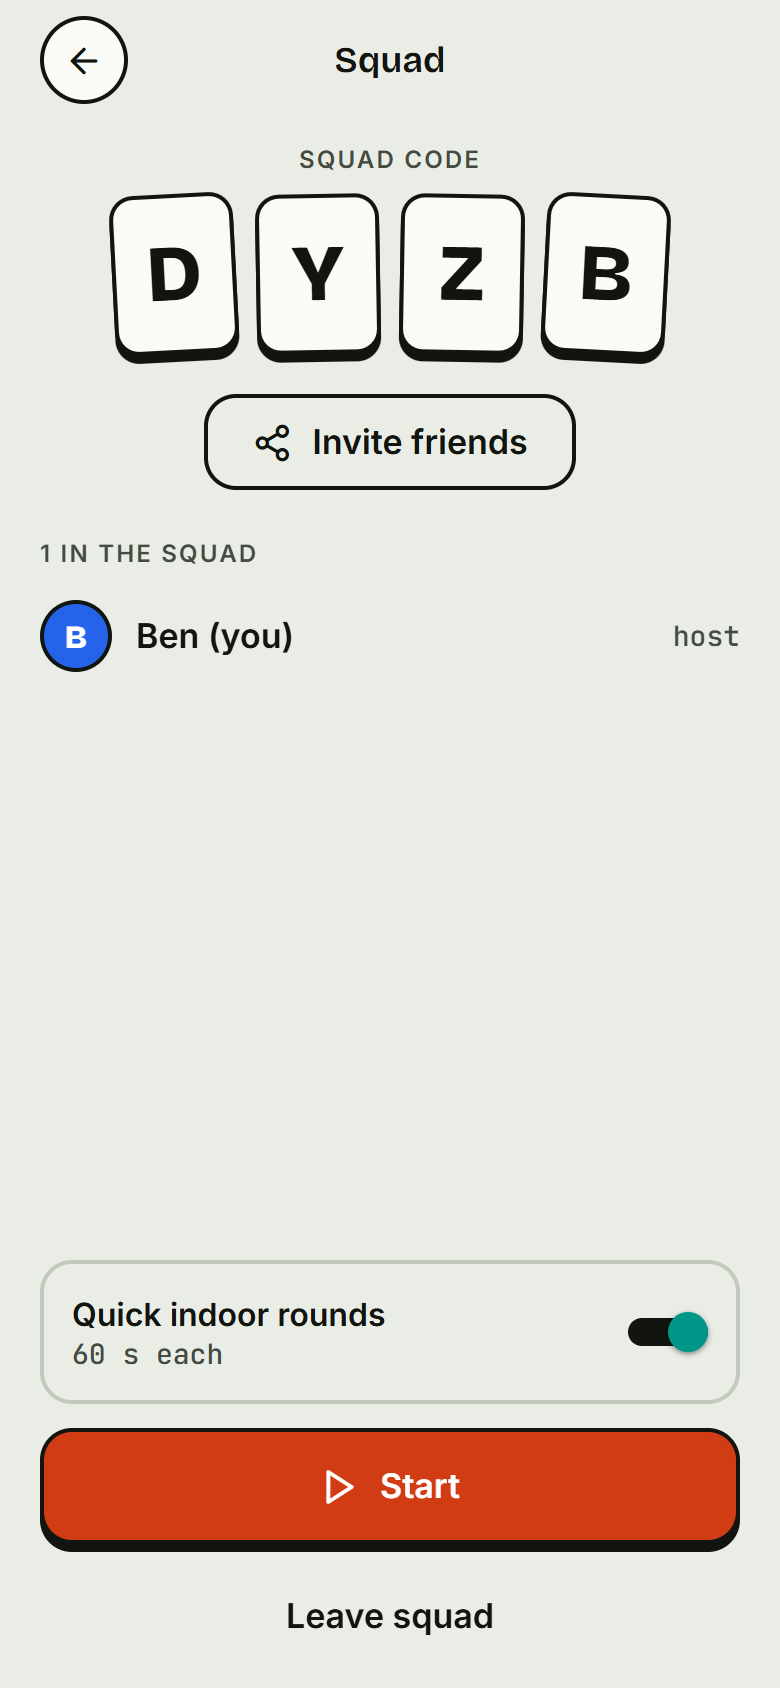 Squad
SQUAD CODE
D Y Z B
Invite friends
1 IN THE SQUAD
B Ben (you) host
Quick indoor rounds
60 s each
Start
Leave squad